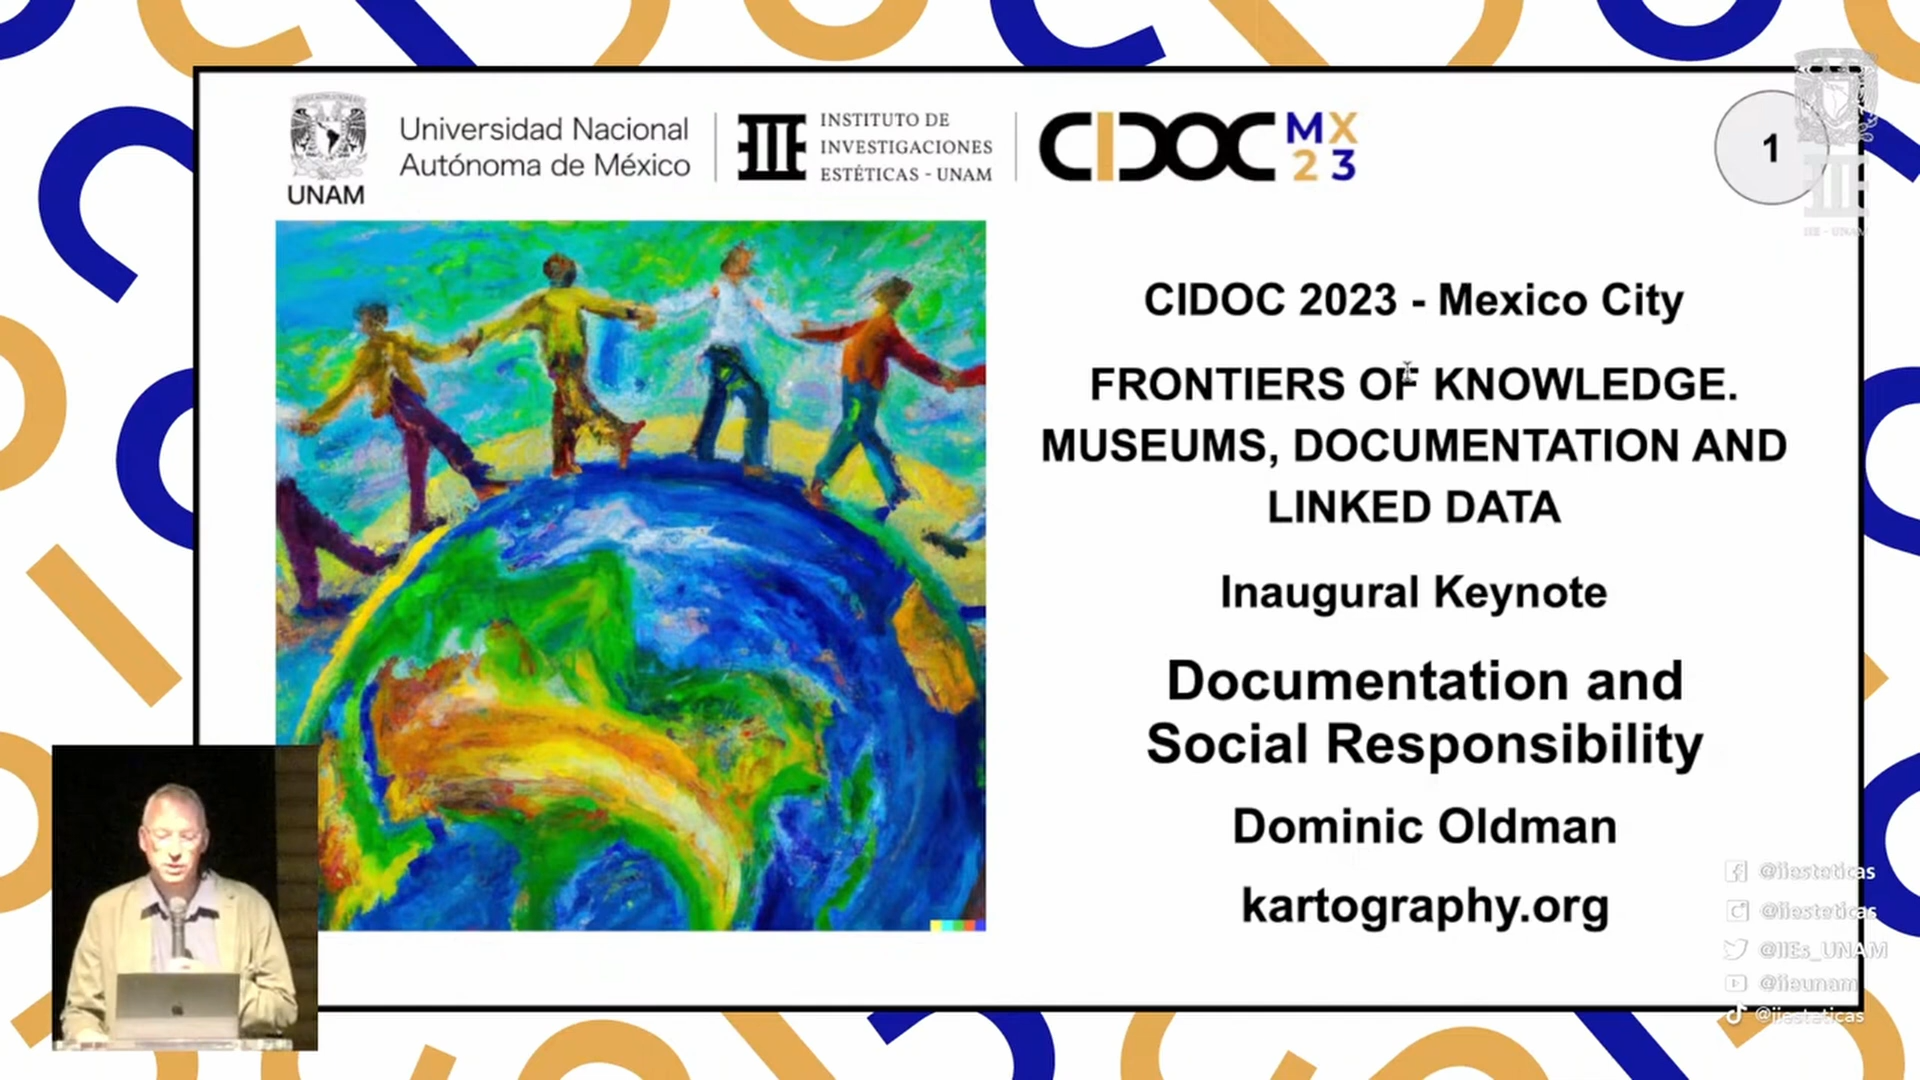 UNAM
Universidad Nacional
Autónoma de México
INSTITUTO DE
INVESTIGACIONES
ESTÉTICAS - UNAM
CIDOC
MX
23
1
IIE - UNAM
CIDOC 2023 - Mexico City
FRONTIERS OF KNOWLEDGE.
MUSEUMS, DOCUMENTATION AND
LINKED DATA
Inaugural Keynote
Documentation and
Social Responsibility
Dominic Oldman
kartography.org
@iiesteticas
@iiesteticas
@IIEs_UNAM
@iieunam
@iiesteticas